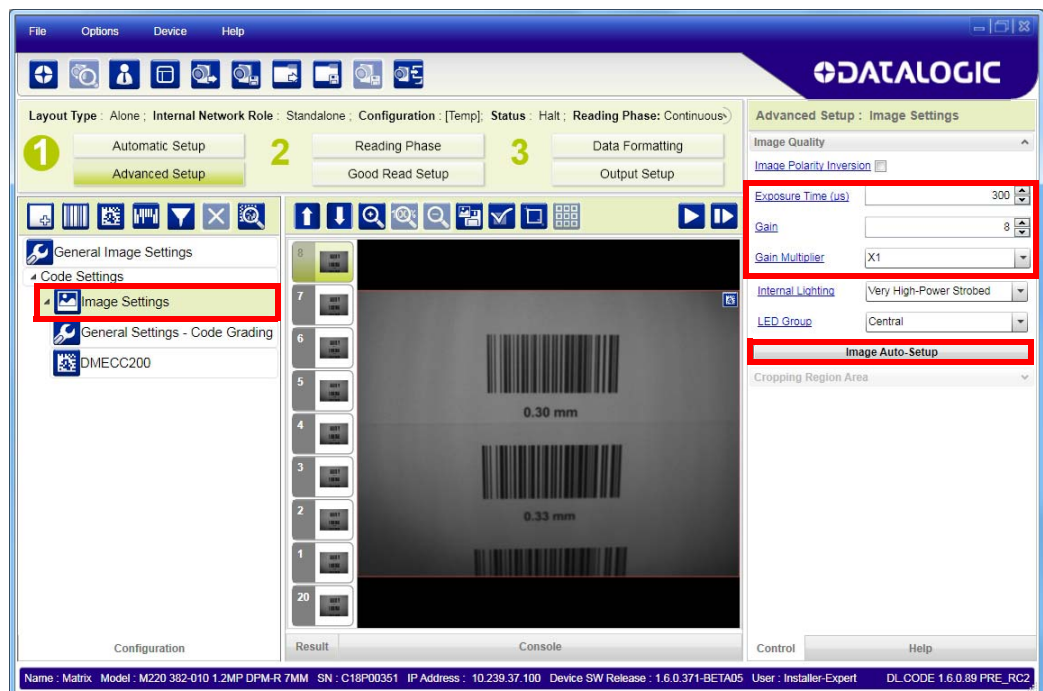 File Options Device Help
DATALOGIC
Layout Type : Alone ; Internal Network Role : Standalone ; Configuration : [Temp]; Status : Halt ; Reading Phase: Continuous
1 Automatic Setup 2 Reading Phase 3 Data Formatting
Advanced Setup Good Read Setup Output Setup
Advanced Setup : Image Settings
Image Quality
Image Polarity Inversion
Exposure Time (us) 300
Gain 8
Gain Multiplier X1
Internal Lighting Very High-Power Strobed
LED Group Central
Image Auto-Setup
Cropping Region Area
General Image Settings
Code Settings
Image Settings
General Settings - Code Grading
DMECC200
8
7
6
5
4
3
2
1
20
0.30 mm
0.33 mm
Configuration
Result Console
Control Help
Name : Matrix Model : M220 382-010 1.2MP DPM-R 7MM SN : C18P00351 IP Address : 10.239.37.100 Device SW Release : 1.6.0.371-BETA05 User : Installer-Expert DL.CODE 1.6.0.89 PRE_RC2